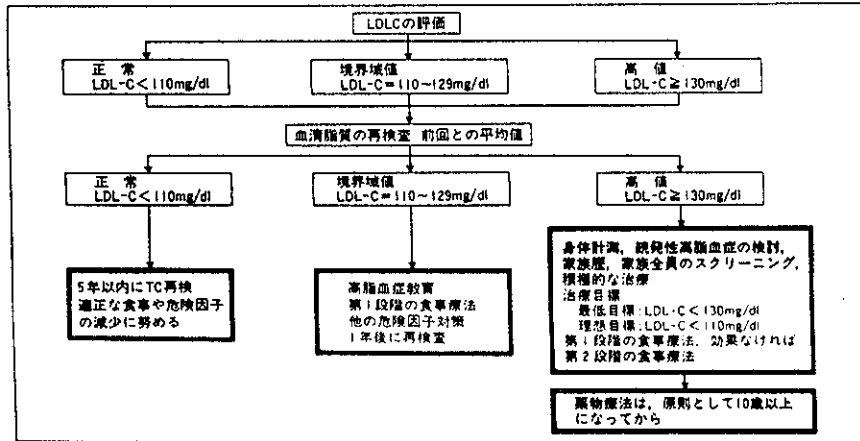 LDLCの評価
正常
LDL-C<110mg/dl
境界域値
LDL-C=110~129mg/dl
高値
LDL-C≧130mg/dl
血清脂質の再検査 前回との平均値
正常
LDL-C<110mg/dl
境界域値
LDL-C=110~129mg/dl
高値
LDL-C≧130mg/dl
5年以内にTC再検
適正な食事や危険因子
の減少に努める
高脂血症教育
第1段階の食事療法
他の危険因子対策
1年後に再検査
身体計測,続発性高脂血症の検討,
家族歴,家族全員のスクリーニング,
積極的な治療
治療目標
最低目標:LDL-C<130mg/dl
理想目標:LDL-C<110mg/dl
第1段階の食事療法,効果なければ
第2段階の食事療法
薬物療法は,原則として10歳以上
になってから